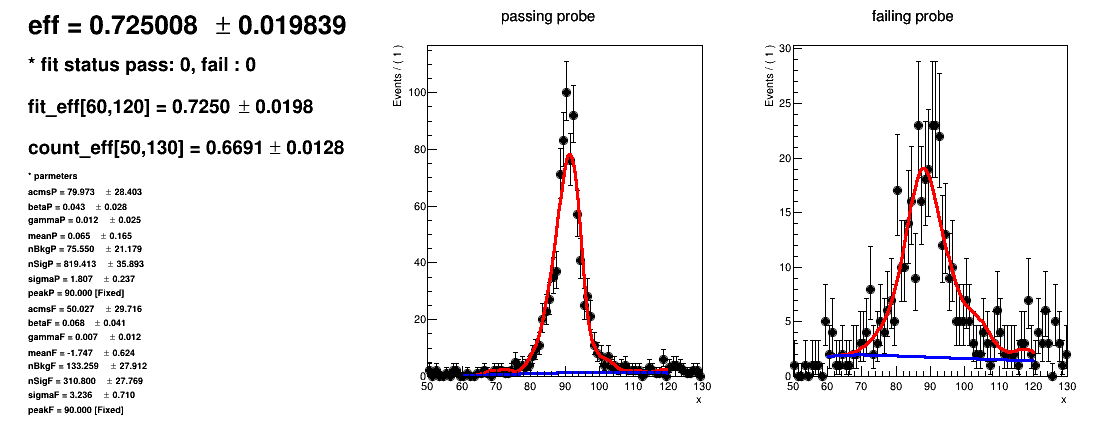 eff = 0.725008 ± 0.019839
* fit status pass: 0, fail : 0
fit_eff[60,120] = 0.7250 ± 0.0198
count_eff[50,130] = 0.6691 ± 0.0128
* parmeters
acmsP = 79.973 ± 28.403
betaP = 0.043 ± 0.028
gammaP = 0.012 ± 0.025
meanP = 0.065 ± 0.165
nBkgP = 75.550 ± 21.179
nSigP = 819.413 ± 35.893
sigmaP = 1.807 ± 0.237
peakP = 90.000 [Fixed]
acmsF = 50.027 ± 29.716
betaF = 0.068 ± 0.041
gammaF = 0.007 ± 0.012
meanF = -1.747 ± 0.624
nBkgF = 133.259 ± 27.912
nSigF = 310.800 ± 27.769
sigmaF = 3.236 ± 0.710
peakF = 90.000 [Fixed]
passing probe
Events / ( 1 )
100
80
60
40
20
0
50 60 70 80 90 100 110 120 130
x
failing probe
Events / ( 1 )
30
25
20
15
10
5
0
50 60 70 80 90 100 110 120 130
x